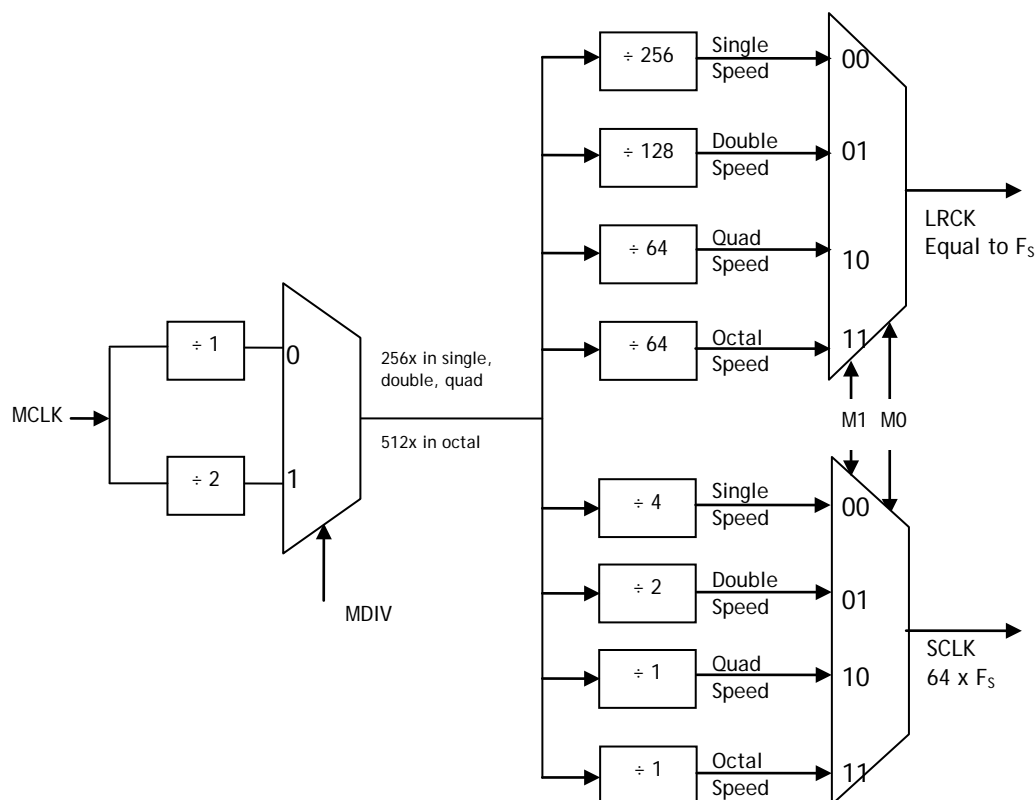 ÷ 256
Single
Speed
00
÷ 128
Double
Speed
01
÷ 64
Quad
Speed
10
÷ 64
Octal
Speed
11
LRCK
Equal to FS
MCLK
÷ 1
0
÷ 2
1
MDIV
256x in single,
double, quad
512x in octal
M1 M0
÷ 4
Single
Speed
00
÷ 2
Double
Speed
01
÷ 1
Quad
Speed
10
÷ 1
Octal
Speed
11
SCLK
64 x FS